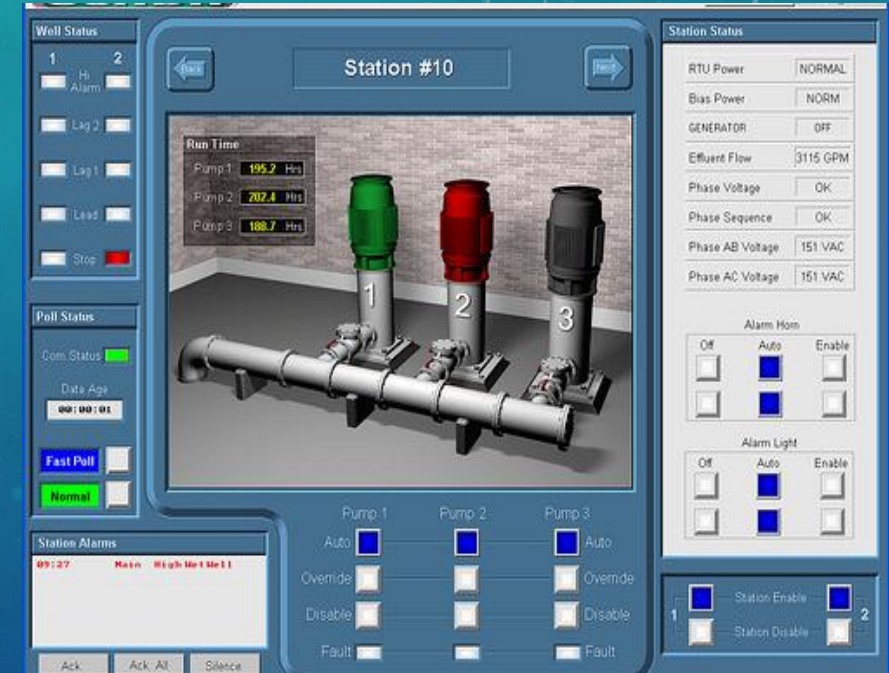 Well Status
1 2
Hi Alarm
Lag 2
Lag 1
Lead
Stop
Poll Status
Com. Status
Data Age
00:00:01
Fast Poll
Normal
Station Alarms
09:27 Main High Wet Well
Ack
Ack All
Silence
Back
Station #10
Next
Run Time
Pump 1 195.2 Hrs
Pump 2 202.4 Hrs
Pump 3 188.7 Hrs
1
2
3
Pump 1 Pump 2 Pump 3
Auto Auto
Override Override
Disable Disable
Fault Fault
Station Status
RTU Power NORMAL
Bias Power NORM
GENERATOR OFF
Effluent Flow 3115 GPM
Phase Voltage OK
Phase Sequence OK
Phase AB Voltage 151 VAC
Phase AC Voltage 151 VAC
Alarm Horn
Off Auto Enable
Alarm Light
Off Auto Enable
Station Enable
1 2
Station Disable